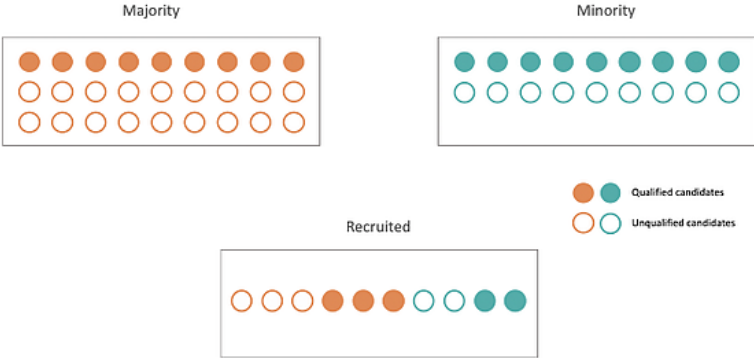 Majority
Minority
Qualified candidates
Unqualified candidates
Recruited